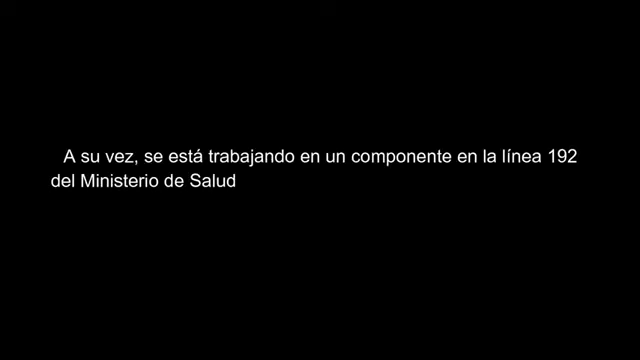 A su vez, se está trabajando en un componente en la línea 192
del Ministerio de Salud